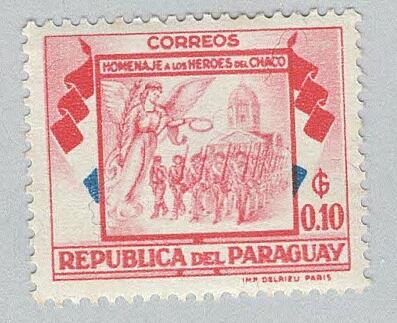 CORREOS
HOMENAJE A LOS HEROES DEL CHACO
₲
0.10
REPUBLICA DEL PARAGUAY
IMP. DELRIEU PARIS